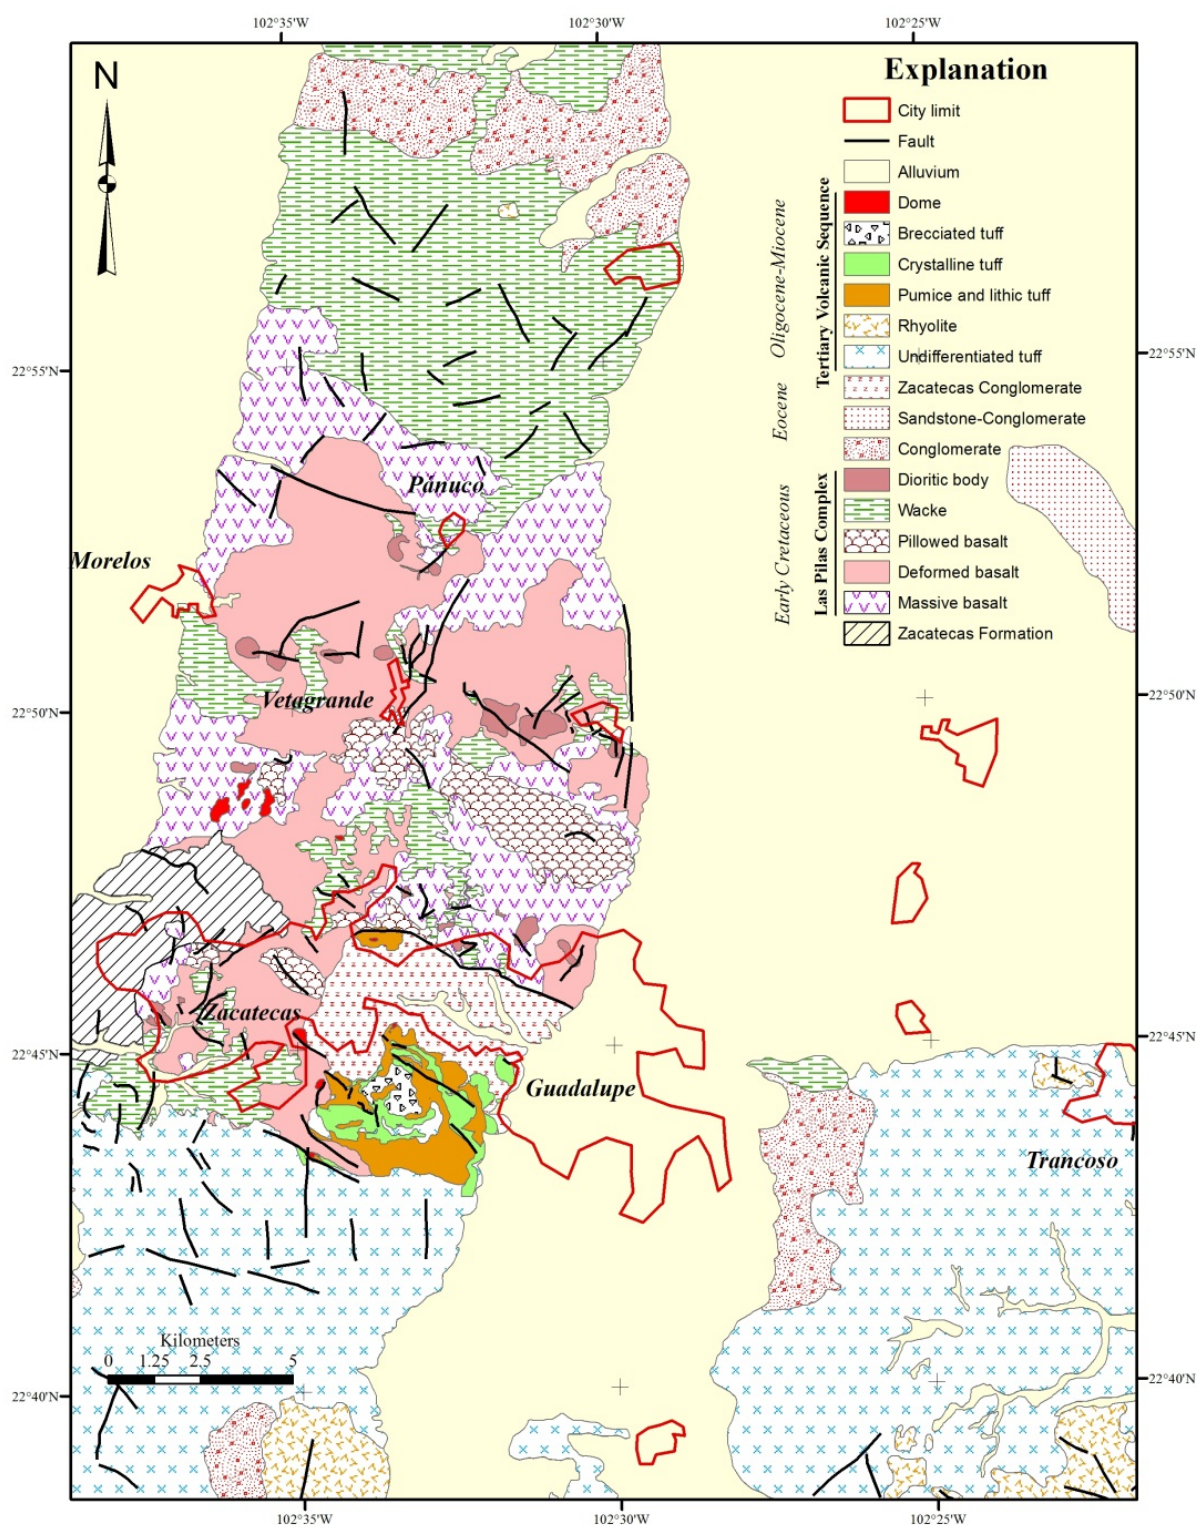 102°35'W
102°30'W
102°25'W
N
Explanation
City limit
Fault
Alluvium
Dome
Brecciated tuff
Crystalline tuff
Pumice and lithic tuff
Rhyolite
Undifferentiated tuff
Zacatecas Conglomerate
Sandstone-Conglomerate
Conglomerate
Dioritic body
Wacke
Pillowed basalt
Deformed basalt
Massive basalt
Zacatecas Formation
Tertiary Volcanic Sequence
Las Pilas Complex
Oligocene-Miocene
Eocene
Early Cretaceous
22°55'N
22°55'N
Pánuco
Morelos
Vetagrande
22°50'N
22°50'N
Zacatecas
22°45'N
22°45'N
Guadalupe
Trancoso
Kilometers
0 1.25 2.5 5
22°40'N
22°40'N
102°35'W
102°30'W
102°25'W